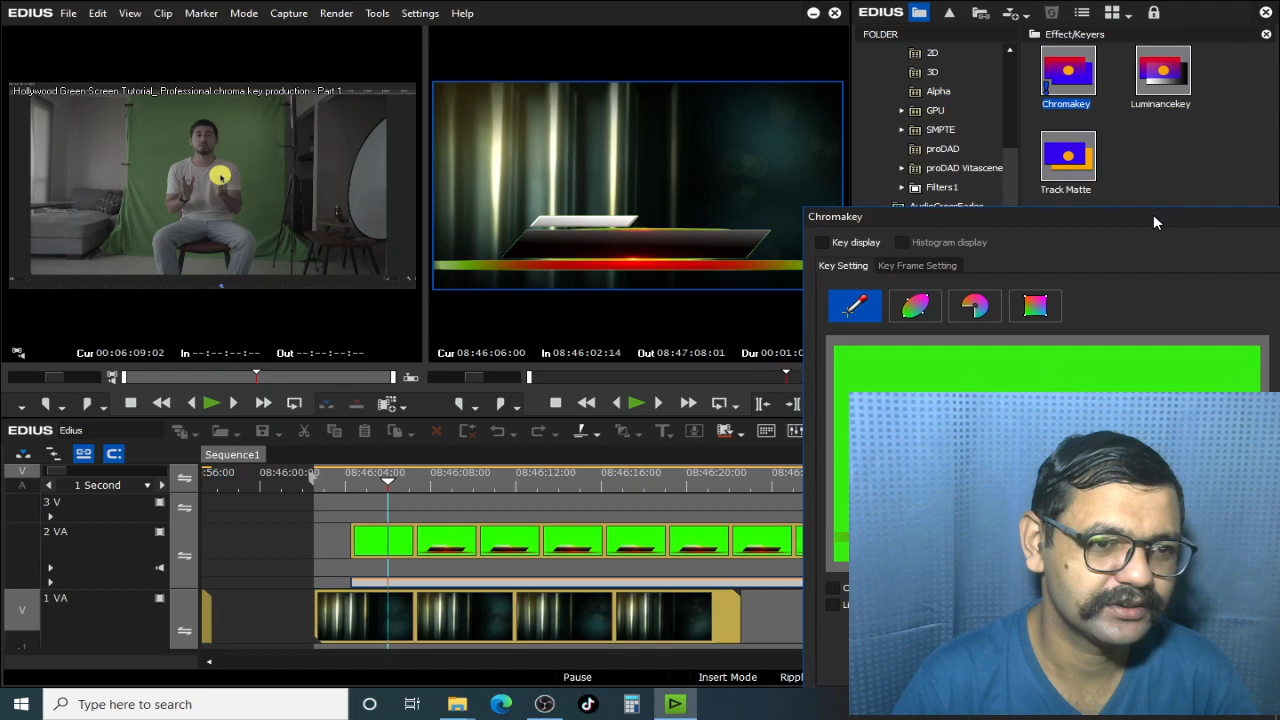 EDIUS File Edit View Clip Marker Mode Capture Render Tools Settings Help
EDIUS
FOLDER
Effect/Keyers
2D
3D
Alpha
GPU
SMPTE
proDAD
proDAD Vitascene
Filters1
Chromakey
Luminancekey
Track Matte
Hollywood Green Screen Tutorial_ Professional chroma key production - Part 1
Chromakey
Key display
Histogram display
Key Setting
Key Frame Setting
Cur 00:06:09:02 In --:--:--:-- Out --:--:--:--
Cur 08:46:06:00 In 08:46:02:14 Out 08:47:08:01
EDIUS Edius
Sequence1
1 Second
:56:00 08:46:00:00 08:46:04:00 08:46:08:00 08:46:12:00 08:46:16:00 08:46:20:00
V
A
3 V
2 VA
1 VA
V
Pause
Insert Mode
Type here to search